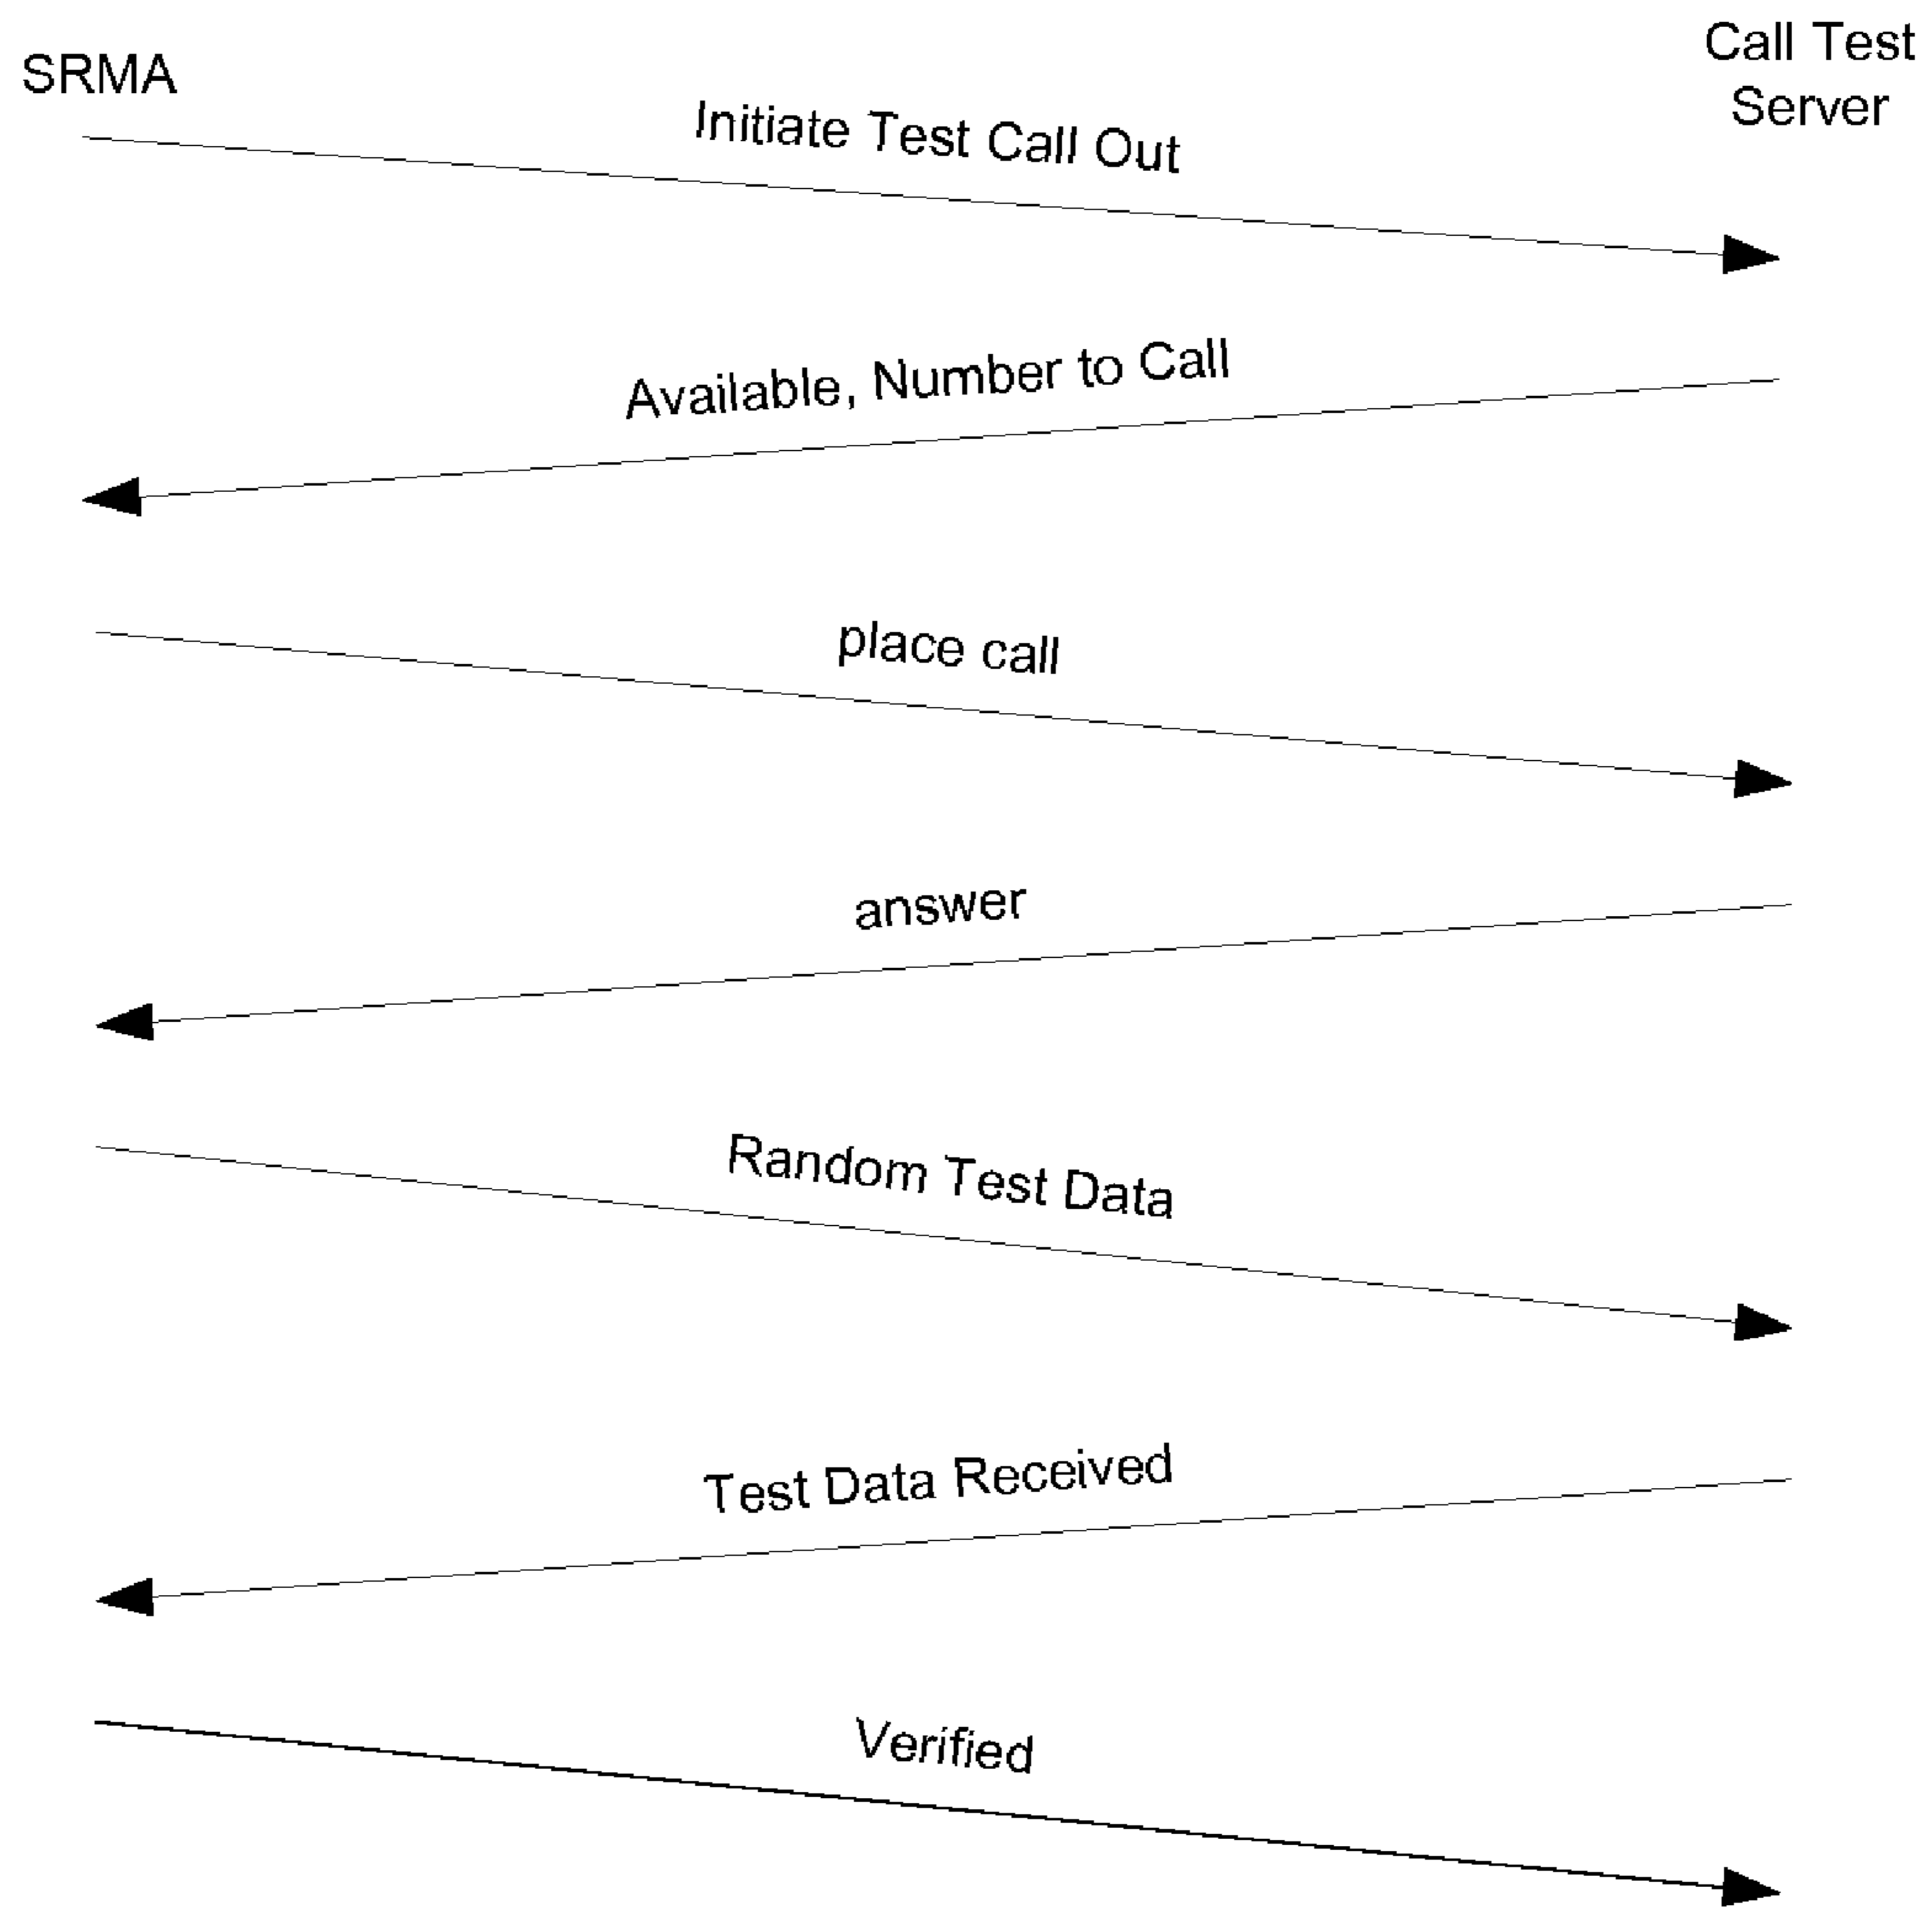 SRMA
Call Test
Server
Initiate Test Call Out
Available, Number to Call
place call
answer
Random Test Data
Test Data Received
Verified